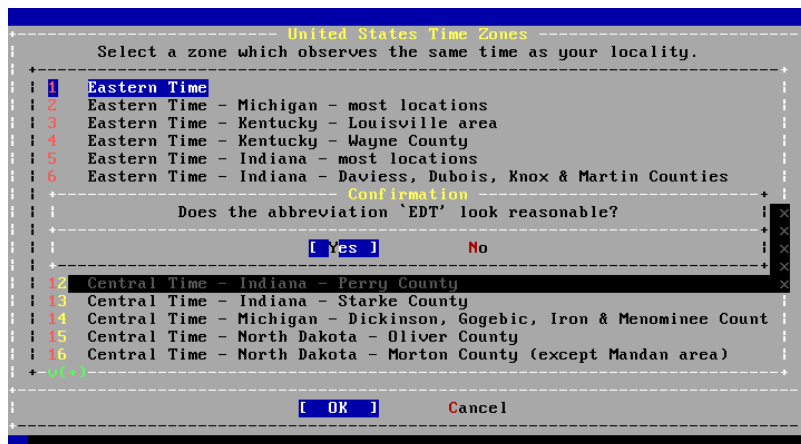 United States Time Zones
Select a zone which observes the same time as your locality.
1 Eastern Time
2 Eastern Time - Michigan - most locations
3 Eastern Time - Kentucky - Louisville area
4 Eastern Time - Kentucky - Wayne County
5 Eastern Time - Indiana - most locations
6 Eastern Time - Indiana - Daviess, Dubois, Knox & Martin Counties
Confirmation
Does the abbreviation `EDT' look reasonable?
[ Yes ] No
12 Central Time - Indiana - Perry County
13 Central Time - Indiana - Starke County
14 Central Time - Michigan - Dickinson, Gogebic, Iron & Menominee Count
15 Central Time - North Dakota - Oliver County
16 Central Time - North Dakota - Morton County (except Mandan area)
v(+)
[ OK ] Cancel